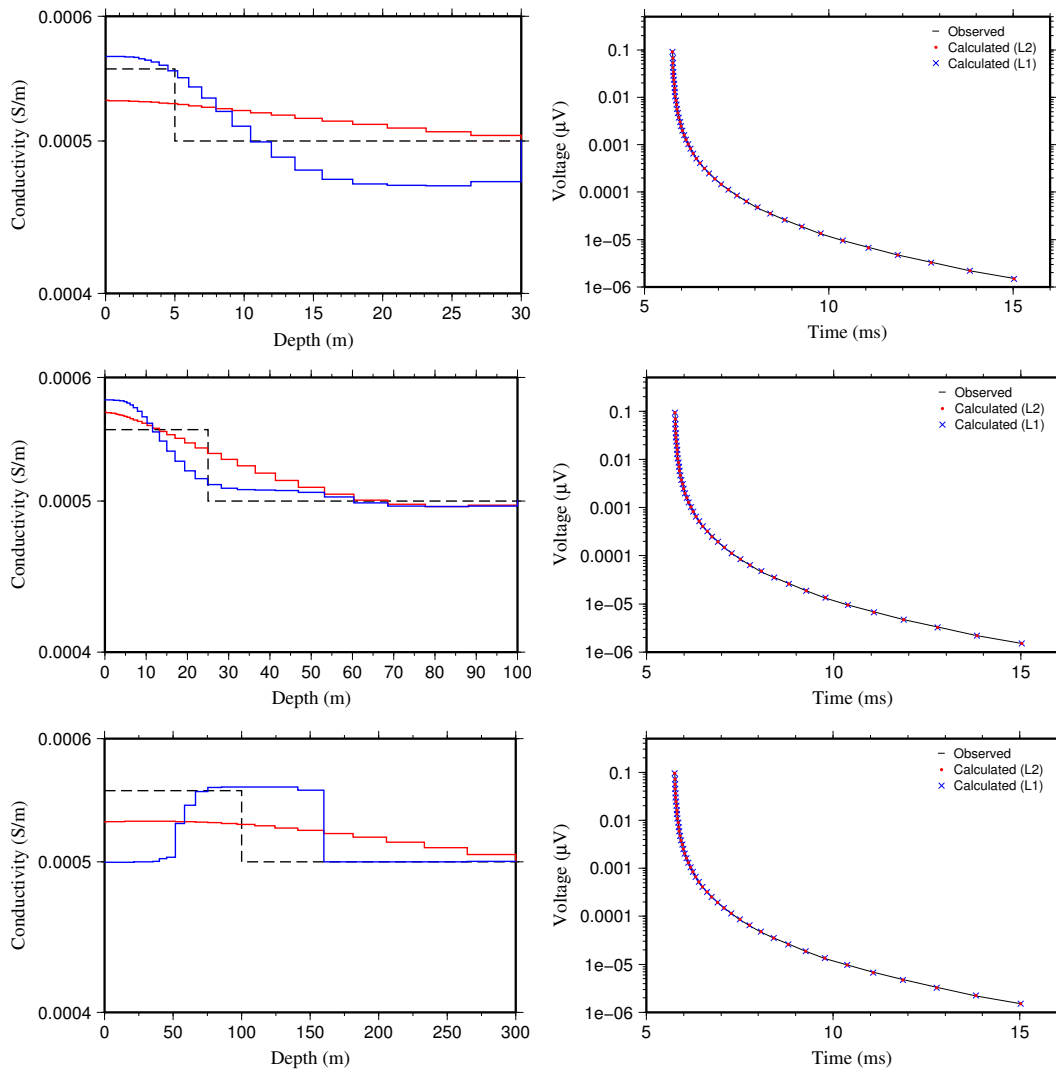 0.0006
0.0005
0.0004
Conductivity (S/m)
0 5 10 15 20 25 30
Depth (m)
0.1
0.01
0.001
0.0001
1e−05
1e−06
Voltage (µV)
5 10 15
Time (ms)
Observed
Calculated (L2)
Calculated (L1)
0.0006
0.0005
0.0004
Conductivity (S/m)
0 10 20 30 40 50 60 70 80 90 100
Depth (m)
0.1
0.01
0.001
0.0001
1e−05
1e−06
Voltage (µV)
5 10 15
Time (ms)
Observed
Calculated (L2)
Calculated (L1)
0.0006
0.0005
0.0004
Conductivity (S/m)
0 50 100 150 200 250 300
Depth (m)
0.1
0.01
0.001
0.0001
1e−05
1e−06
Voltage (µV)
5 10 15
Time (ms)
Observed
Calculated (L2)
Calculated (L1)